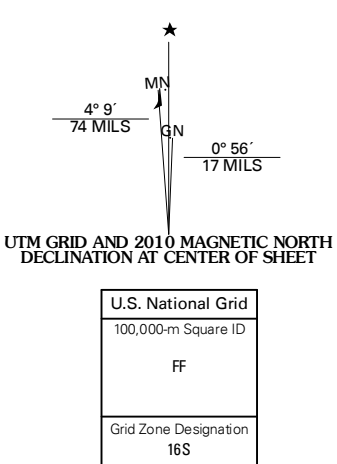 ★
MN
4° 9´
74 MILS
GN
0° 56´
17 MILS
UTM GRID AND 2010 MAGNETIC NORTH
DECLINATION AT CENTER OF SHEET
U.S. National Grid
100,000-m Square ID
FF
Grid Zone Designation
16S